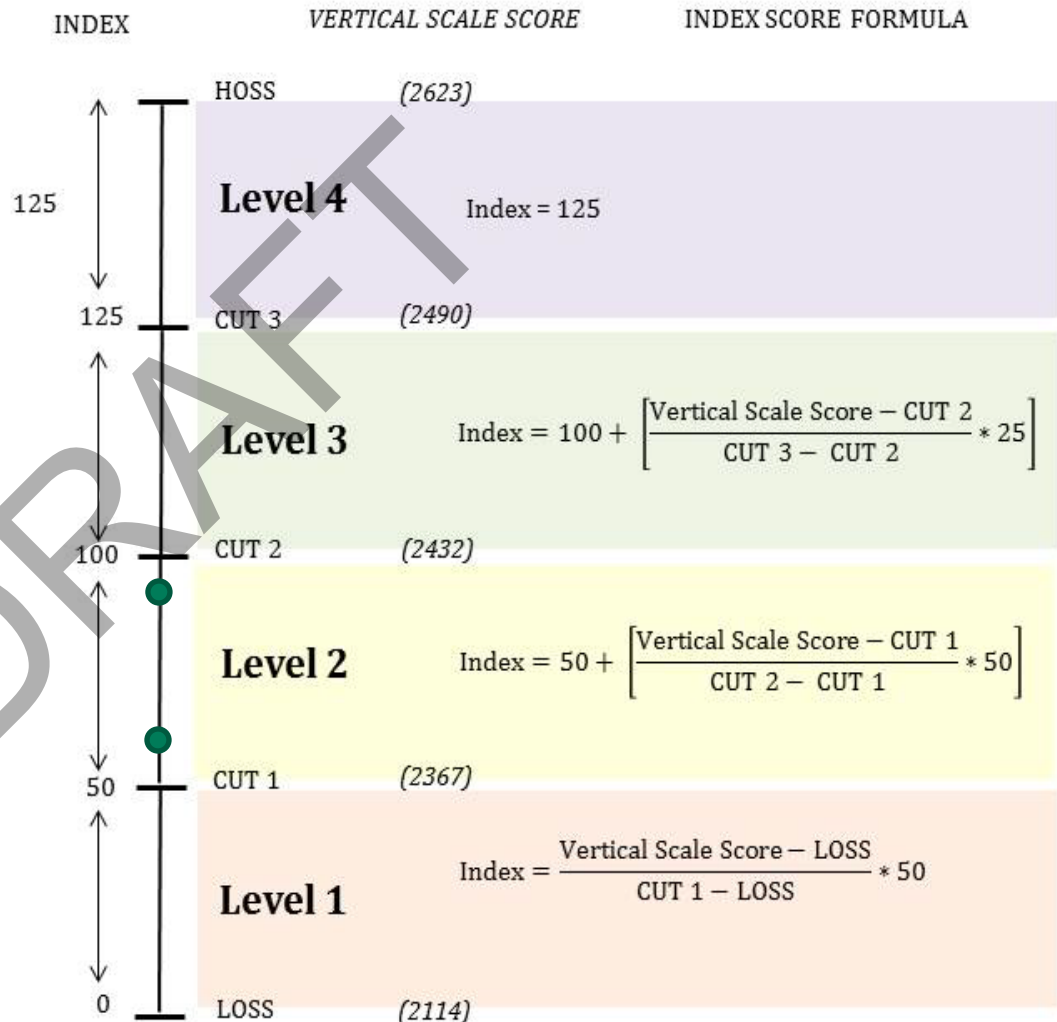 INDEX VERTICAL SCALE SCORE INDEX SCORE FORMULA
HOSS (2623)
125 Level 4 Index = 125
125 CUT 3 (2490)
Level 3 Index = 100 + [Vertical Scale Score − CUT 2 / CUT 3 − CUT 2 * 25]
100 CUT 2 (2432)
Level 2 Index = 50 + [Vertical Scale Score − CUT 1 / CUT 2 − CUT 1 * 50]
50 CUT 1 (2367)
Level 1 Index = Vertical Scale Score − LOSS / CUT 1 − LOSS * 50
0 LOSS (2114)
DRAFT